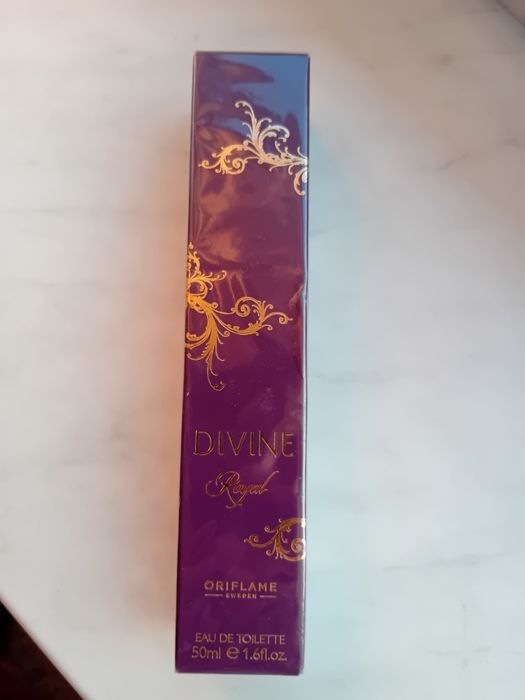 DIVINE
Royal
ORIFLAME
SWEDEN
EAU DE TOILETTE
50ml e 1.6fl.oz.